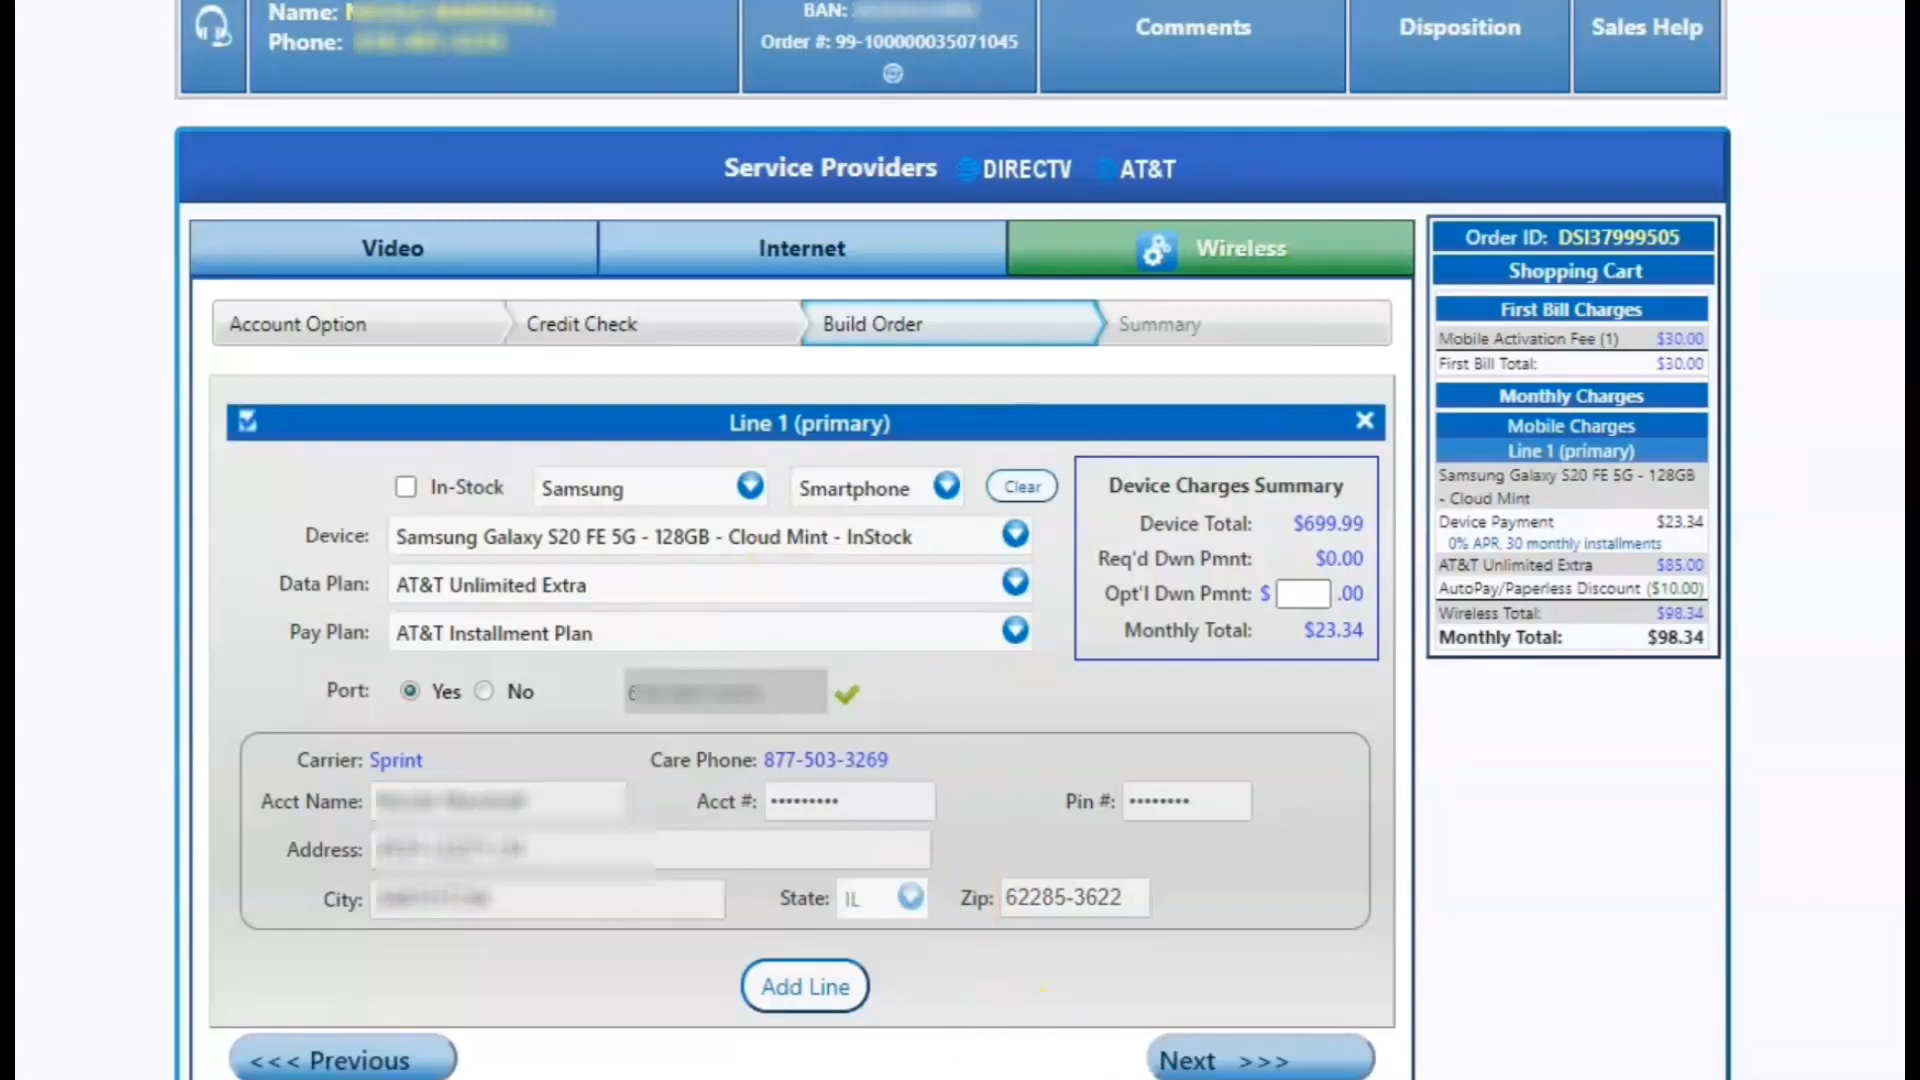 Name:
Phone:
BAN:
Order #: 99-100000035071045
Comments
Disposition
Sales Help
Service Providers DIRECTV AT&T
Video
Internet
Wireless
Account Option
Credit Check
Build Order
Summary
Line 1 (primary)
In-Stock
Samsung
Smartphone
Clear
Device: Samsung Galaxy S20 FE 5G - 128GB - Cloud Mint - InStock
Data Plan: AT&T Unlimited Extra
Pay Plan: AT&T Installment Plan
Device Charges Summary
Device Total: $699.99
Req'd Dwn Pmnt: $0.00
Opt'l Dwn Pmnt: $ .00
Monthly Total: $23.34
Port: Yes No
Carrier: Sprint
Care Phone: 877-503-3269
Acct Name:
Acct #: •••••••••
Pin #: ••••••••
Address:
City:
State: IL
Zip: 62285-3622
Add Line
<<< Previous
Next >>>
Order ID: DSI37999505
Shopping Cart
First Bill Charges
Mobile Activation Fee (1) $30.00
First Bill Total: $30.00
Monthly Charges
Mobile Charges
Line 1 (primary)
Samsung Galaxy S20 FE 5G - 128GB
- Cloud Mint
Device Payment $23.34
0% APR, 30 monthly installments
AT&T Unlimited Extra $85.00
AutoPay/Paperless Discount ($10.00)
Wireless Total: $98.34
Monthly Total: $98.34